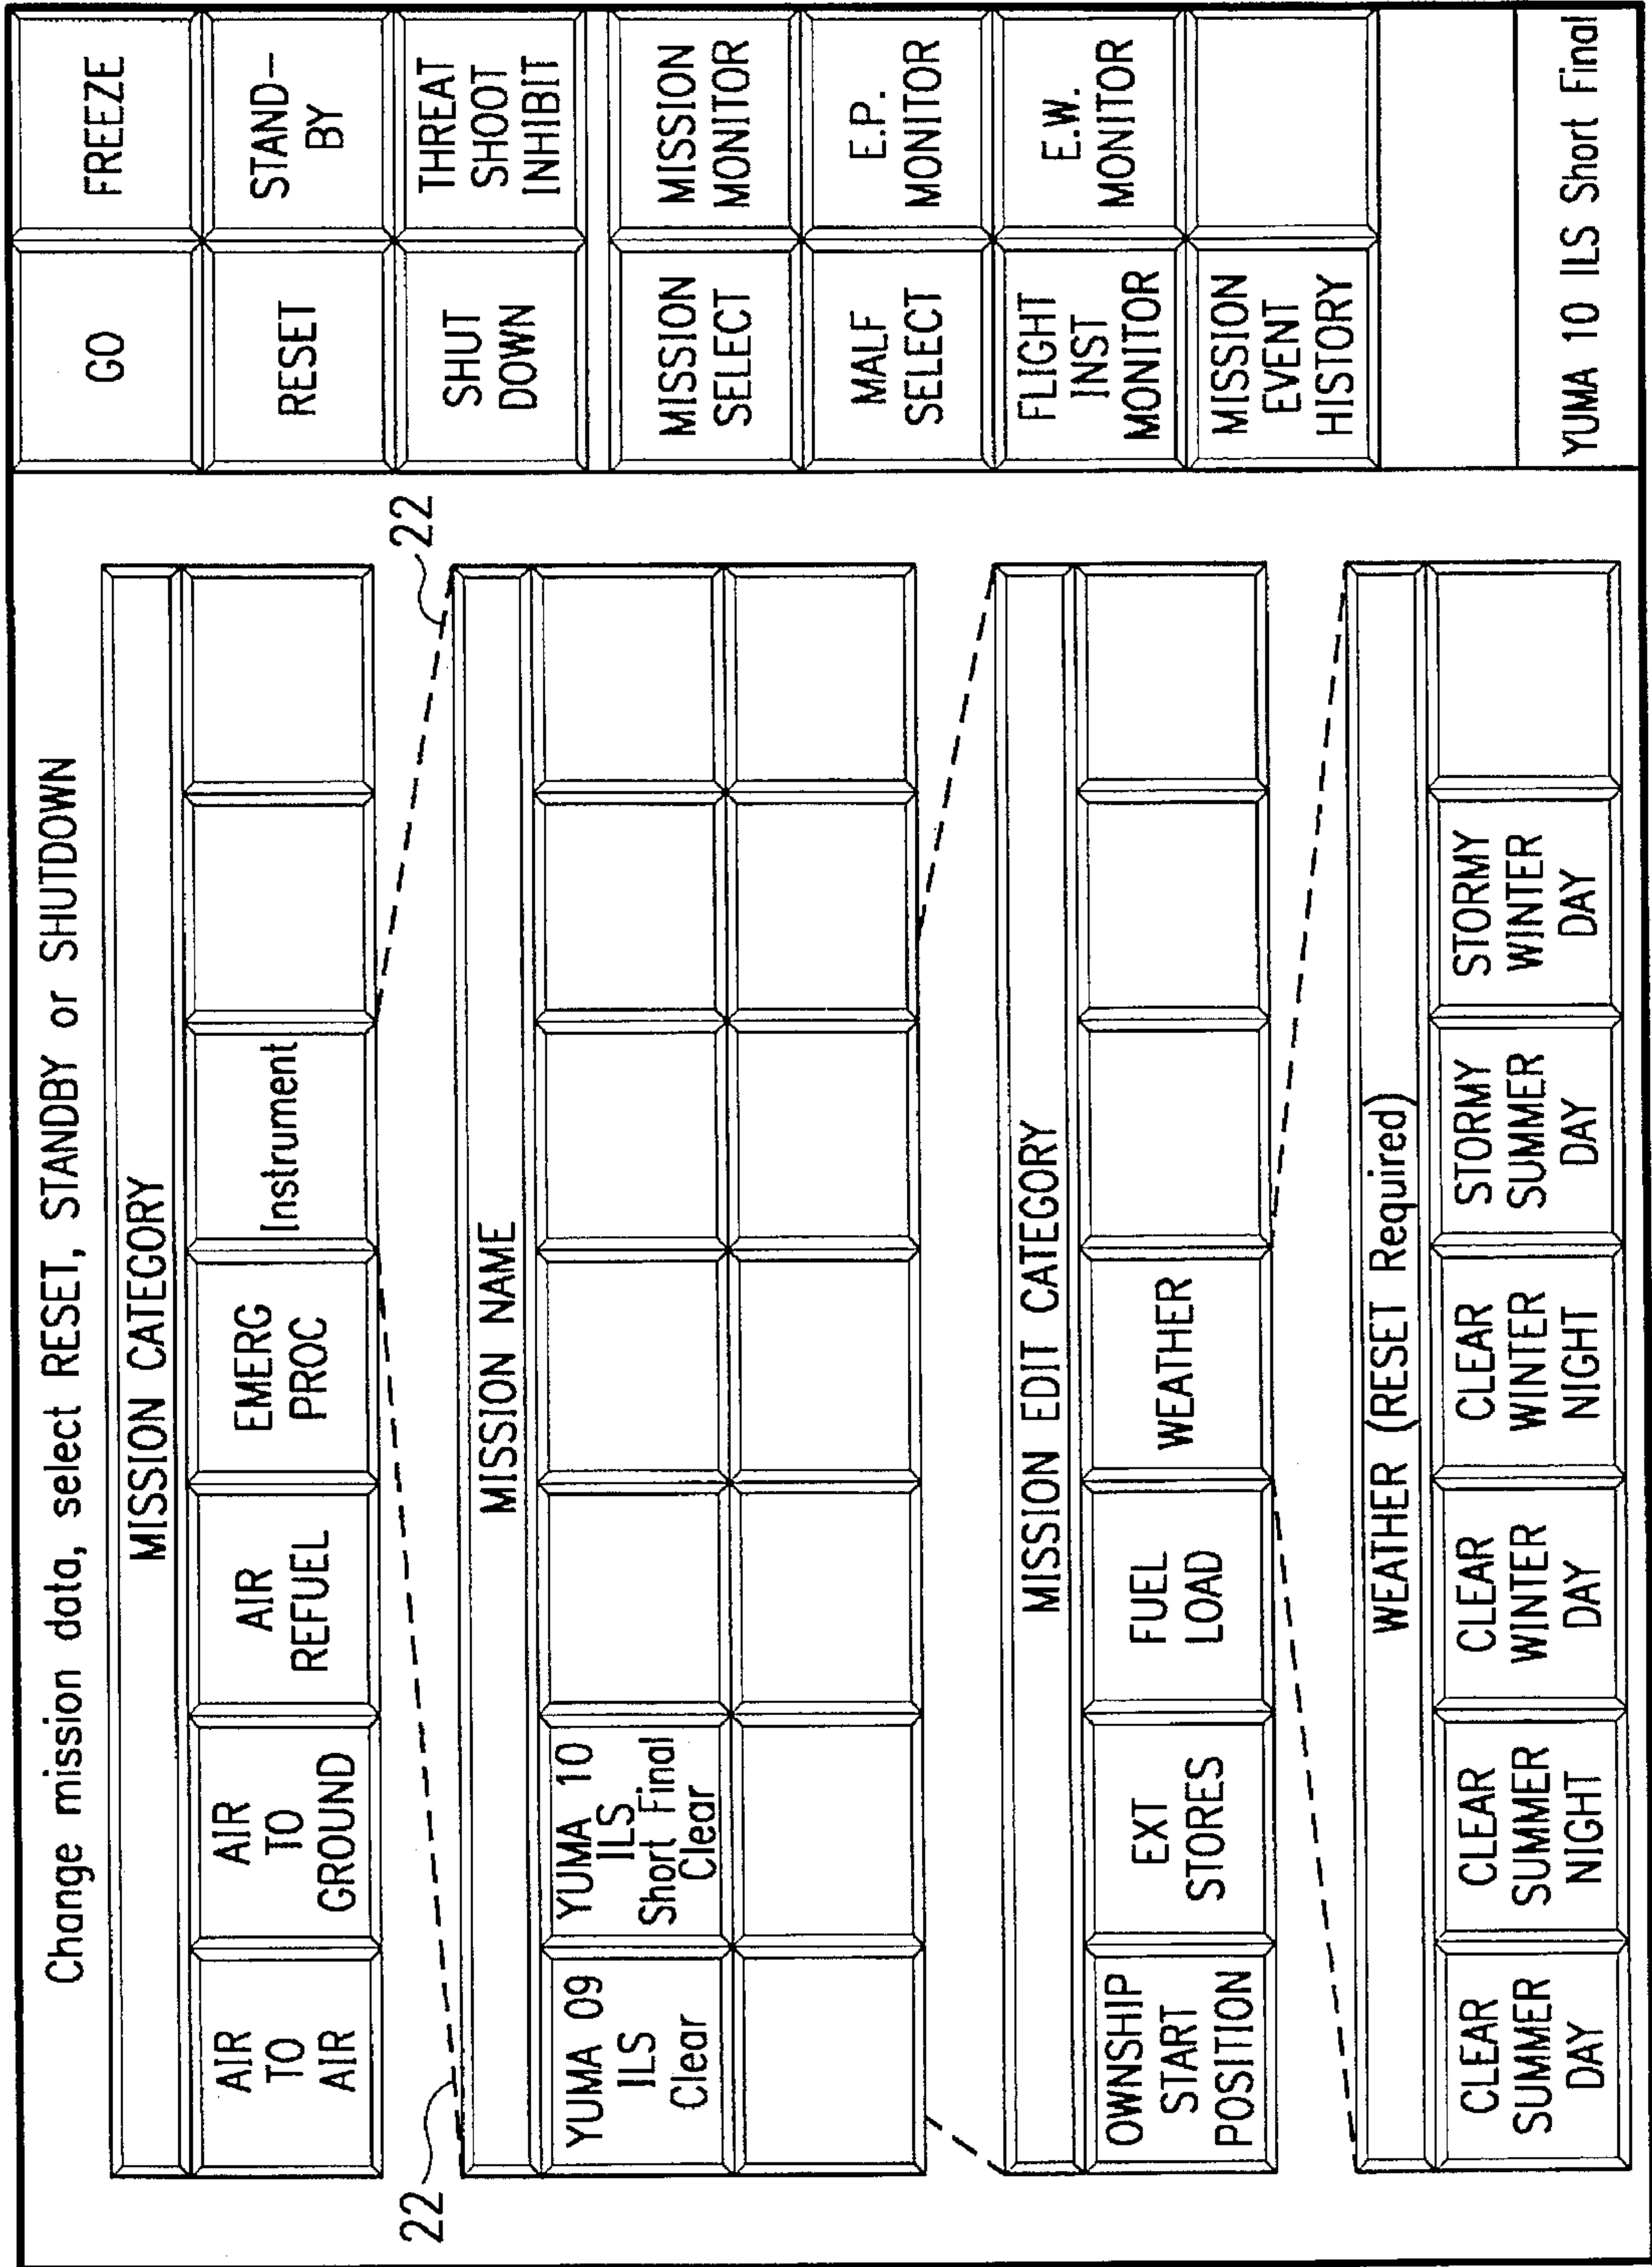 Change mission data, select RESET, STANDBY or SHUTDOWN
MISSION CATEGORY
AIR
TO
AIR
AIR
TO
GROUND
AIR
REFUEL
EMERG
PROC
Instrument
22
22
MISSION NAME
YUMA 09
ILS
Clear
YUMA 10
ILS
Short Final
Clear
MISSION EDIT CATEGORY
OWNSHIP
START
POSITION
EXT
STORES
FUEL
LOAD
WEATHER
WEATHER (RESET Required)
CLEAR
SUMMER
DAY
CLEAR
SUMMER
NIGHT
CLEAR
WINTER
DAY
CLEAR
WINTER
NIGHT
STORMY
SUMMER
DAY
STORMY
WINTER
DAY
GO
FREEZE
RESET
STAND-
BY
SHUT
DOWN
THREAT
SHOOT
INHIBIT
MISSION
SELECT
MISSION
MONITOR
MALF
SELECT
E.P.
MONITOR
FLIGHT
INST
MONITOR
E.W.
MONITOR
MISSION
EVENT
HISTORY
YUMA 10 ILS Short Final